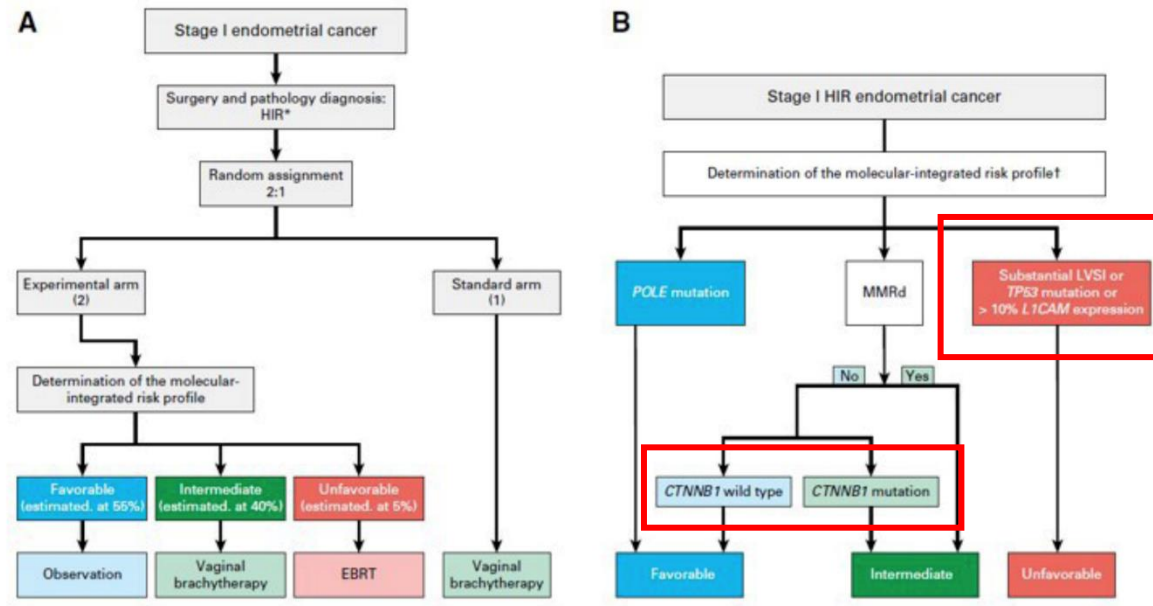 A
Stage I endometrial cancer
Surgery and pathology diagnosis:
HIR*
Random assignment
2:1
Experimental arm
(2)
Standard arm
(1)
Determination of the molecular-
integrated risk profile
Favorable
(estimated. at 55%)
Intermediate
(estimated. at 40%)
Unfavorable
(estimated. at 5%)
Observation
Vaginal
brachytherapy
EBRT
Vaginal
brachytherapy
B
Stage I HIR endometrial cancer
Determination of the molecular-integrated risk profile†
POLE mutation
MMRd
Substantial LVSI or
TP53 mutation or
> 10% L1CAM expression
No
Yes
CTNNB1 wild type
CTNNB1 mutation
Favorable
Intermediate
Unfavorable